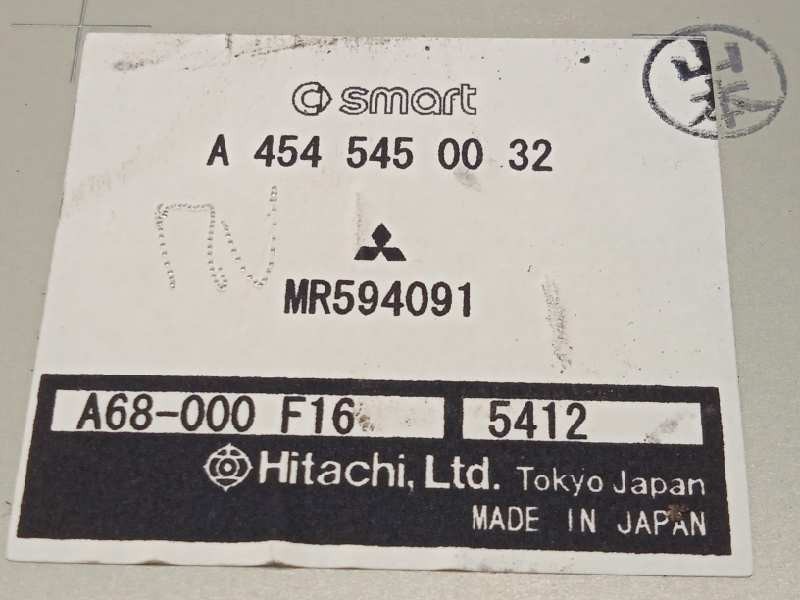 smart
A 454 545 00 32
MR594091
A68-000 F16 5412
Hitachi, Ltd. Tokyo Japan
MADE IN JAPAN